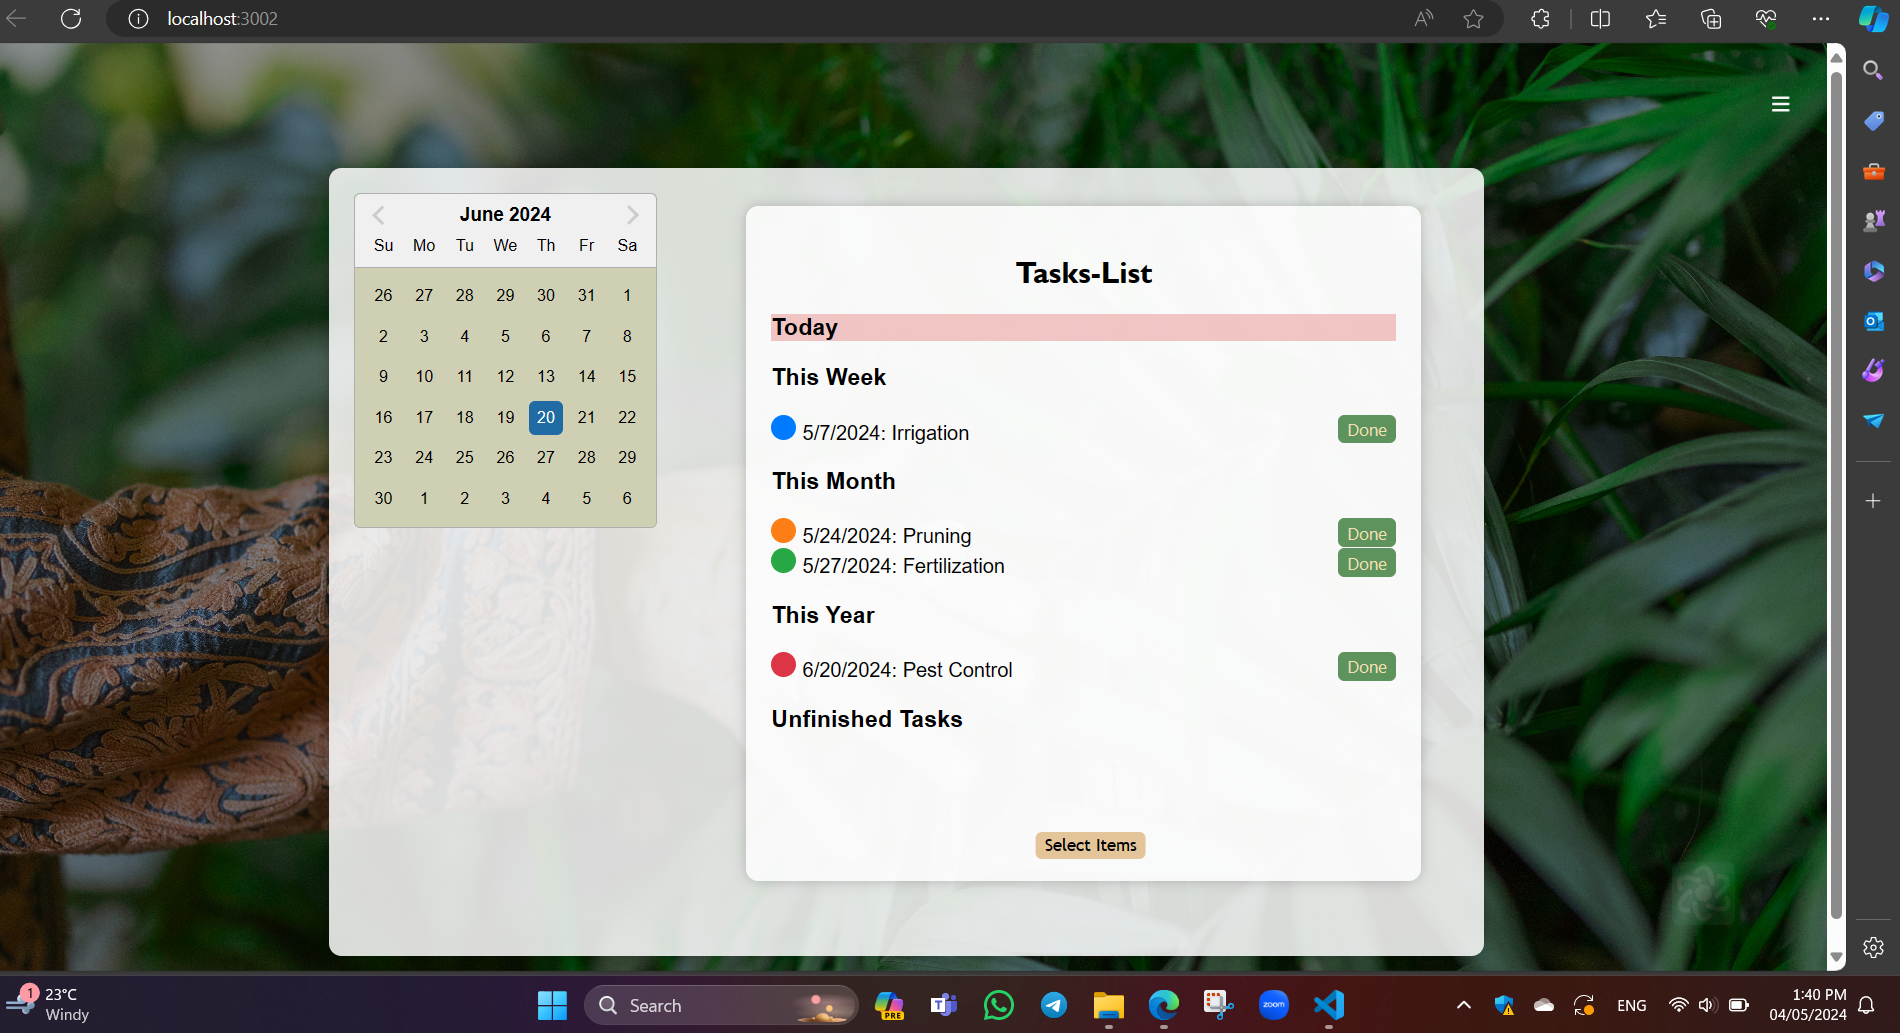 localhost:3002
June 2024
Su Mo Tu We Th Fr Sa
26 27 28 29 30 31 1
2 3 4 5 6 7 8
9 10 11 12 13 14 15
16 17 18 19 20 21 22
23 24 25 26 27 28 29
30 1 2 3 4 5 6
Tasks-List
Today
This Week
5/7/2024: Irrigation Done
This Month
5/24/2024: Pruning Done
5/27/2024: Fertilization Done
This Year
6/20/2024: Pest Control Done
Unfinished Tasks
Select Items
1
23°C
Windy
Search
PRE
zoom
ENG
1:40 PM
04/05/2024